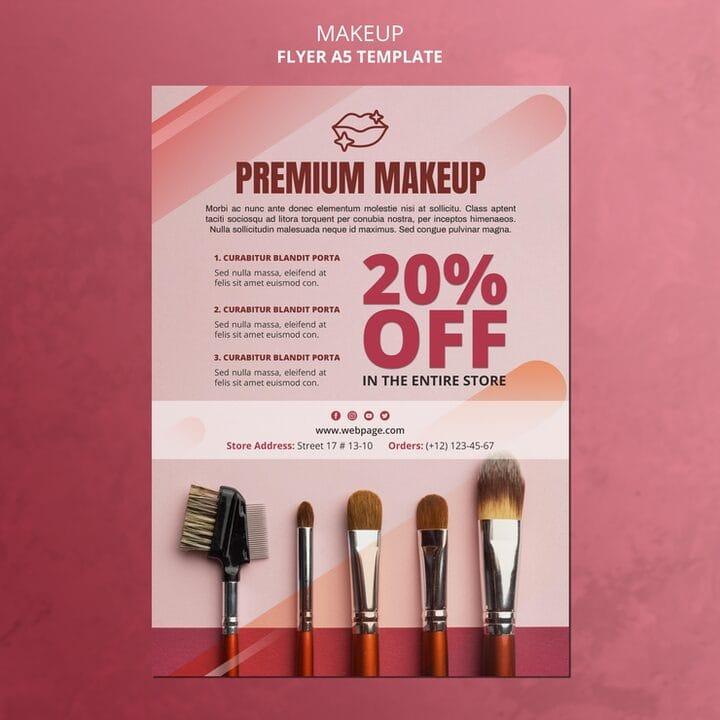 MAKEUP
FLYER A5 TEMPLATE
PREMIUM MAKEUP
Morbi ac nunc ante donec elementum molestie nisi at sollicitu. Class aptent
taciti sociosqu ad litora torquent per conubia nostra, per inceptos himenaeos.
Nulla sollicitudin malesuada neque id maximus. Sed congue pulvinar magna.
1. CURABITUR BLANDIT PORTA
Sed nulla massa, eleifend at
felis sit amet euismod con.
2. CURABITUR BLANDIT PORTA
Sed nulla massa, eleifend at
felis sit amet euismod con.
3. CURABITUR BLANDIT PORTA
Sed nulla massa, eleifend at
felis sit amet euismod con.
20%
OFF
IN THE ENTIRE STORE
www.webpage.com
Store Address: Street 17 # 13-10 Orders: (+12) 123-45-67